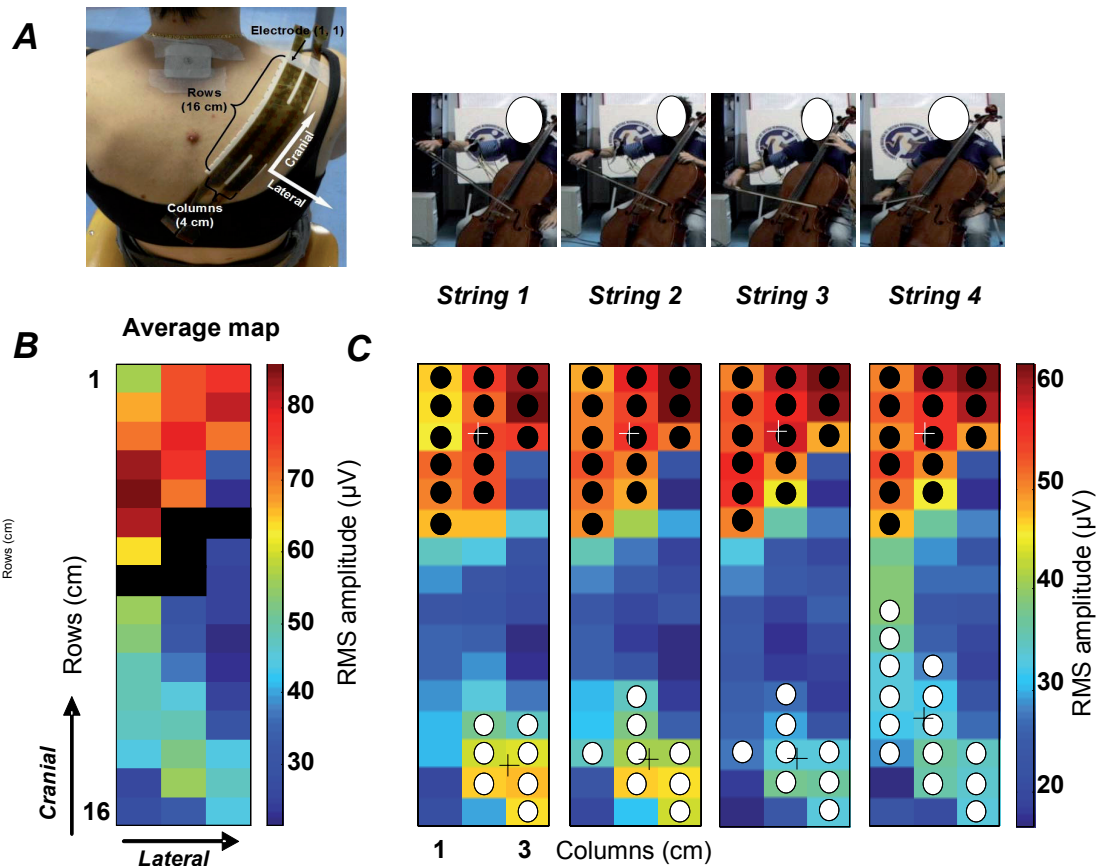 A
Electrode (1, 1)
Rows
(16 cm)
Cranial
Lateral
Columns
(4 cm)
String 1
String 2
String 3
String 4
B
Average map
1
16
80
70
60
50
40
30
RMS amplitude (µV)
Rows (cm)
Rows (cm)
Cranial
Lateral
C
60
50
40
30
20
RMS amplitude (µV)
1
3
Columns (cm)